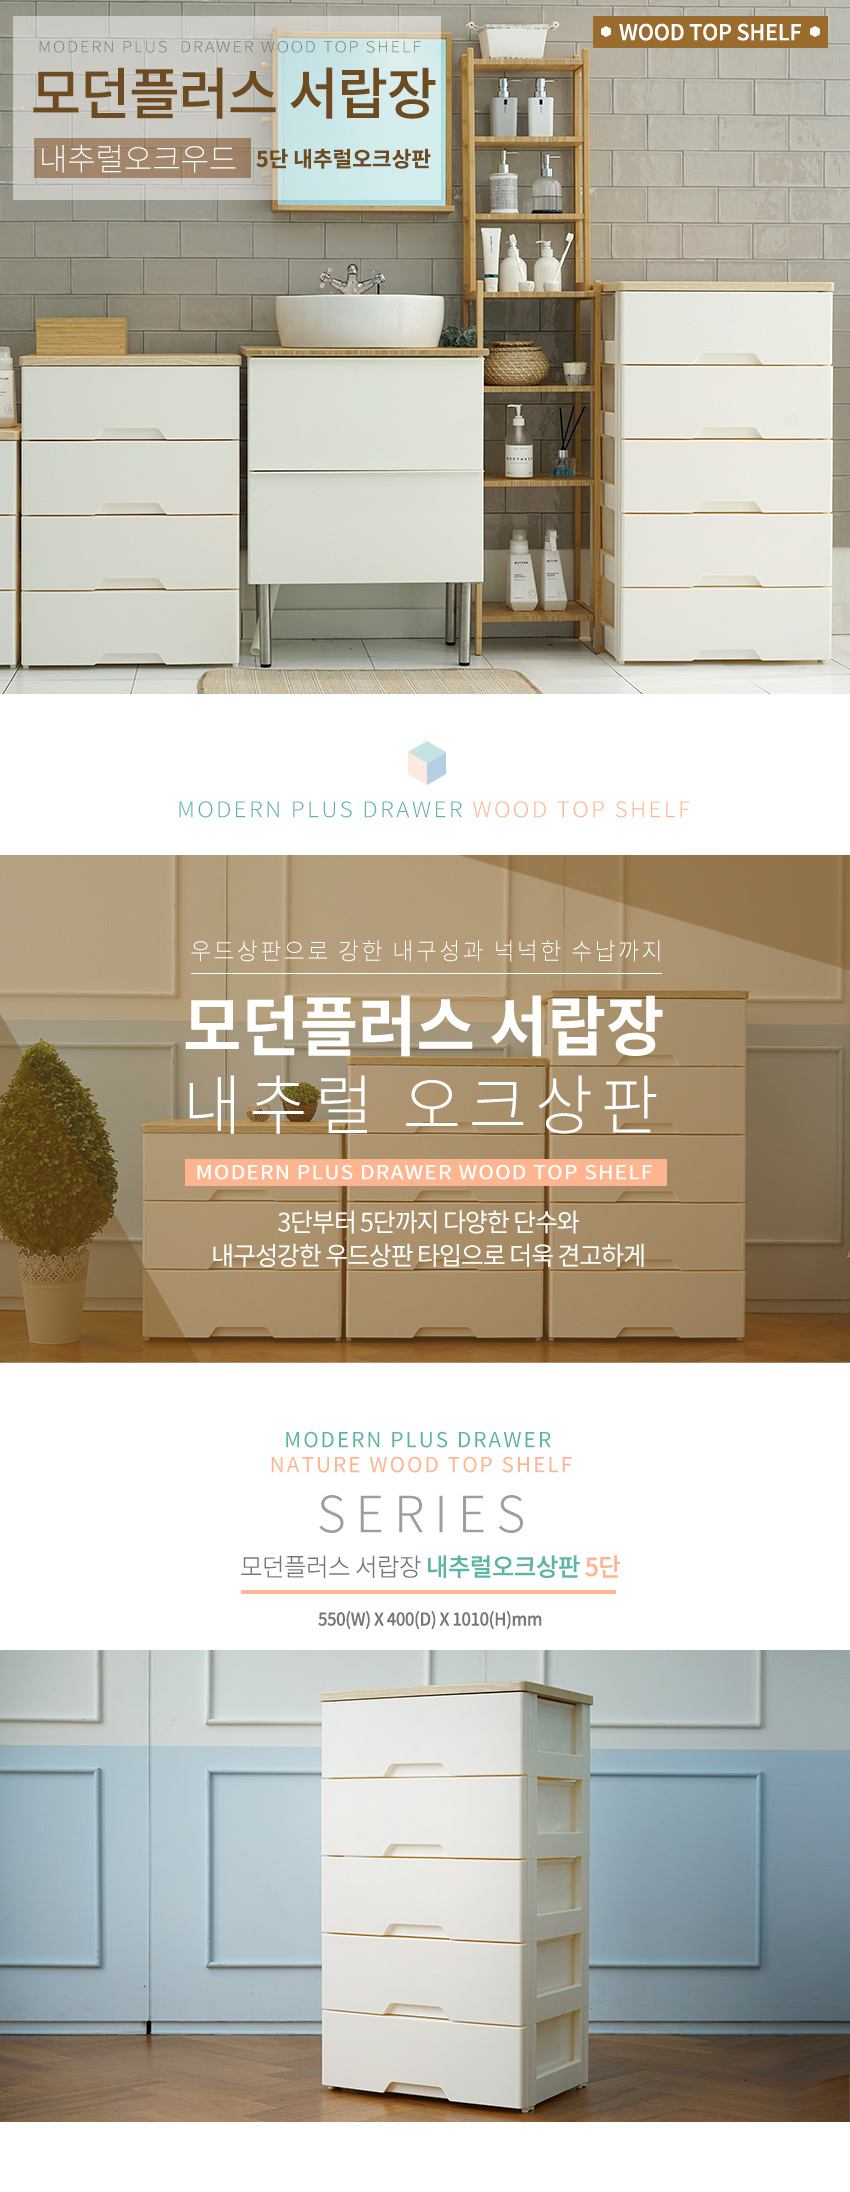 MODERN PLUS DRAWER WOOD TOP SHELF
모던플러스 서랍장
내추럴오크우드 5단 내추럴오크상판
WOOD TOP SHELF
BODYWASH
MODERN PLUS DRAWER WOOD TOP SHELF
우드상판으로 강한 내구성과 넉넉한 수납까지
모던플러스 서랍장
내추럴 오크상판
MODERN PLUS DRAWER WOOD TOP SHELF
3단부터 5단까지 다양한 단수와
내구성강한 우드상판 타입으로 더욱 견고하게
MODERN PLUS DRAWER
NATURE WOOD TOP SHELF
SERIES
모던플러스 서랍장 내추럴오크상판 5단
550(W) X 400(D) X 1010(H)mm